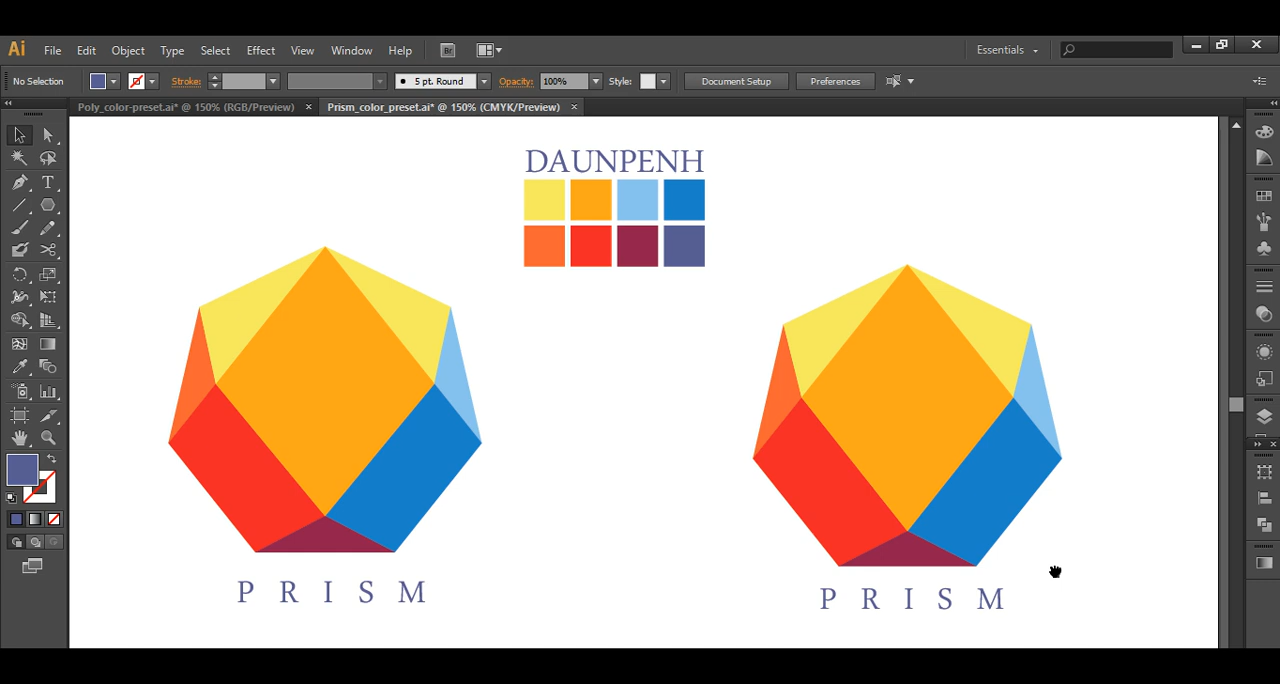 Ai File Edit Object Type Select Effect View Window Help Br Essentials
No Selection Stroke: 5 pt. Round Opacity: 100% Style: Document Setup Preferences
Poly_color-preset.ai* @ 150% (RGB/Preview) Prism_color_preset.ai* @ 150% (CMYK/Preview)
DAUNPENH
P R I S M
P R I S M